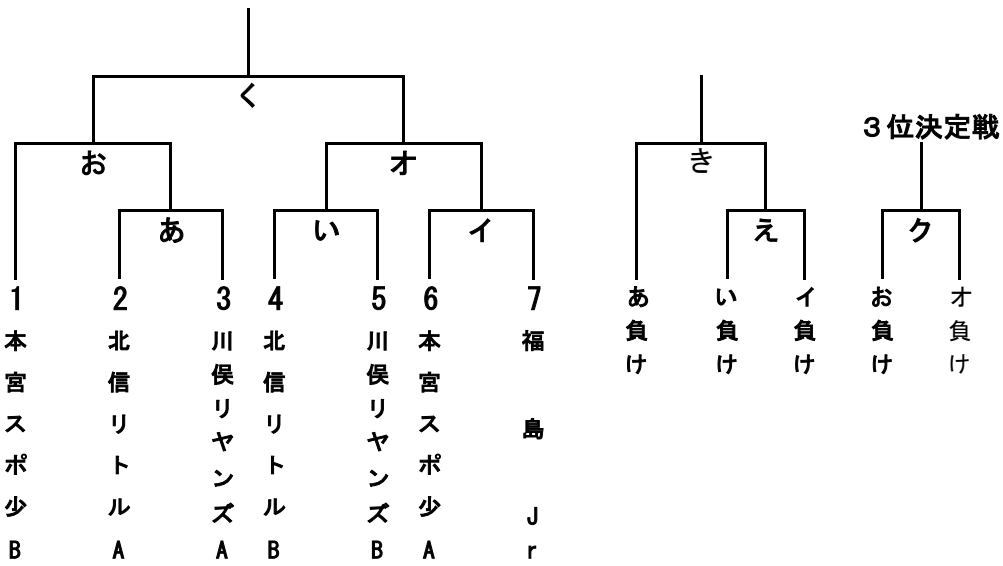 く
３位決定戦
お
オ
き
あ
い
イ
え
ク
1 本宮スポ少B
2 北信リトルA
3 川俣リヤンズA
4 北信リトルB
5 川俣リヤンズB
6 本宮スポ少A
7 福島Jr
あ負け
い負け
イ負け
お負け
オ負け